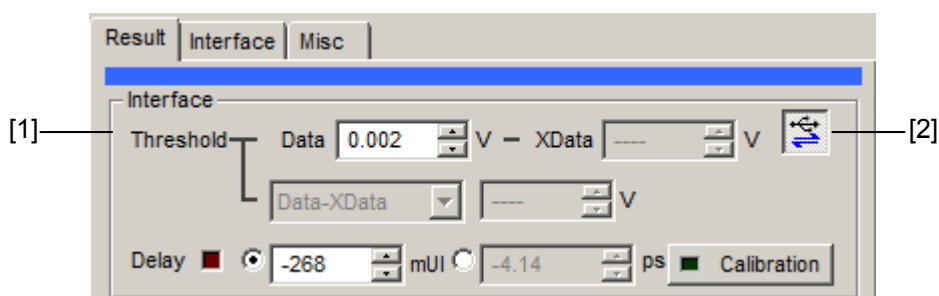 Result Interface Misc
Interface
[1] Threshold Data 0.002 V – XData ---- V [2]
Data-XData ---- V
Delay -268 mUI -4.14 ps Calibration